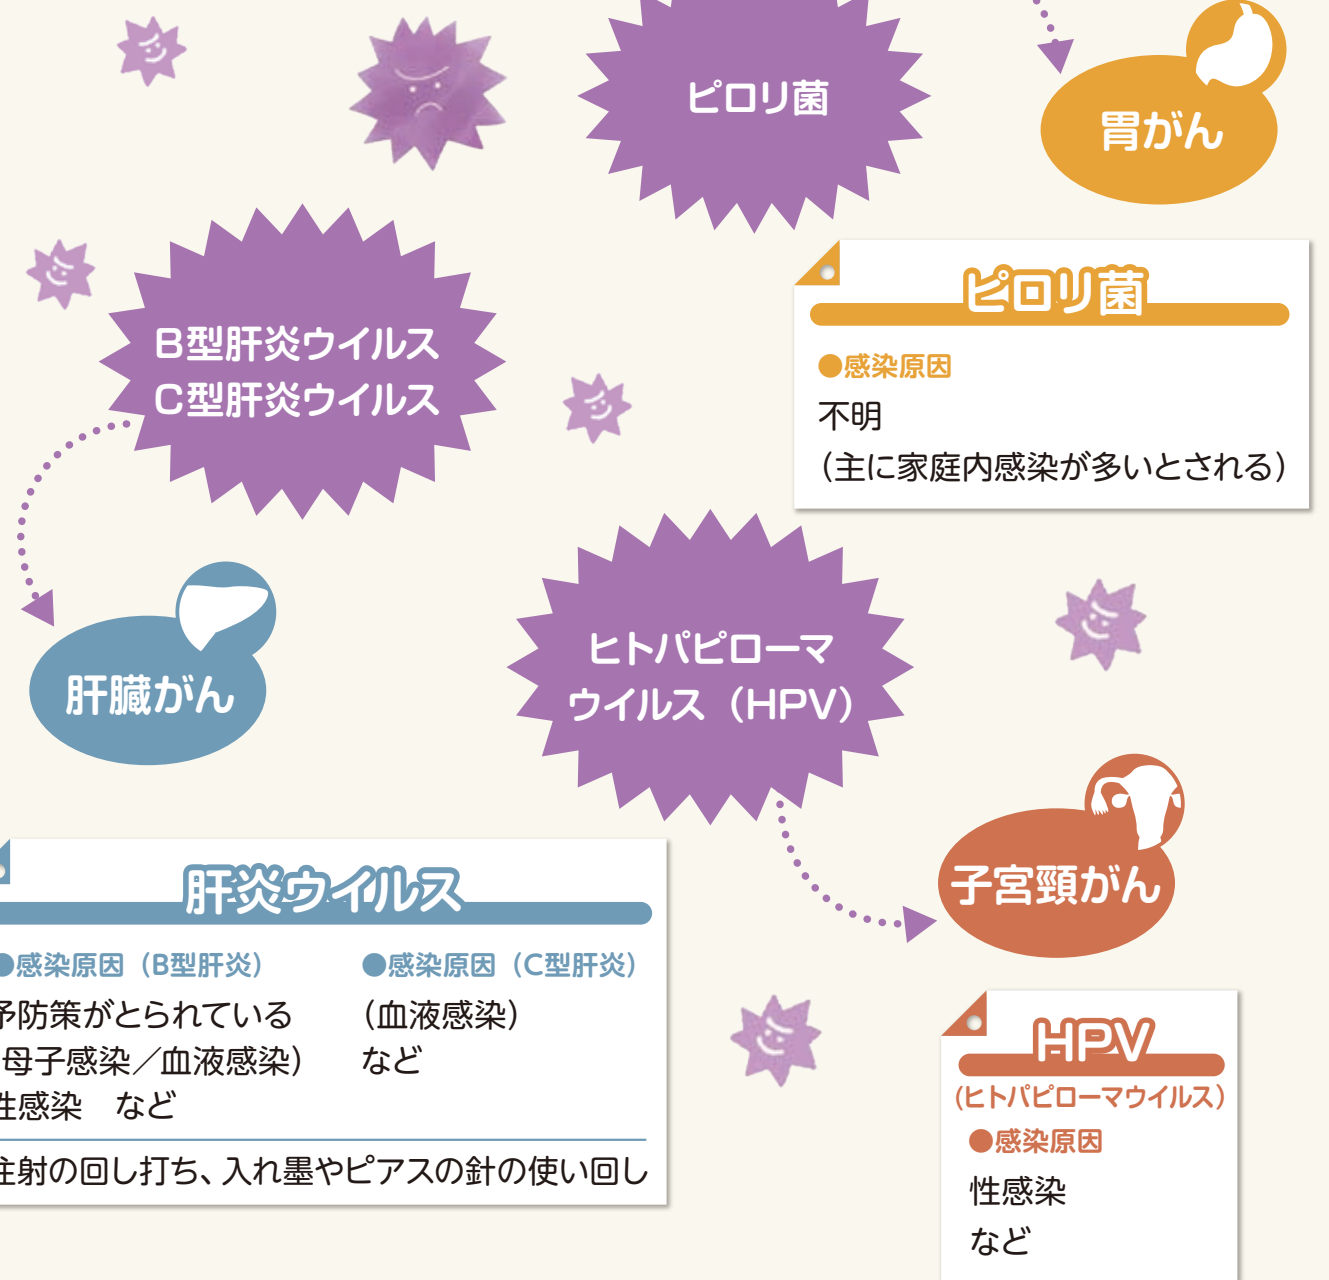 ピロリ菌
胃がん
B型肝炎ウイルス
C型肝炎ウイルス
ピロリ菌
●感染原因
不明
（主に家庭内感染が多いとされる）
ヒトパピローマ
ウイルス（HPV）
肝臓がん
子宮頸がん
肝炎ウイルス
●感染原因（B型肝炎）
予防策がとられている
母子感染／血液感染）
性感染　など
●感染原因（C型肝炎）
（血液感染）
など
注射の回し打ち、入れ墨やピアスの針の使い回し
HPV
（ヒトパピローマウイルス）
●感染原因
性感染
など